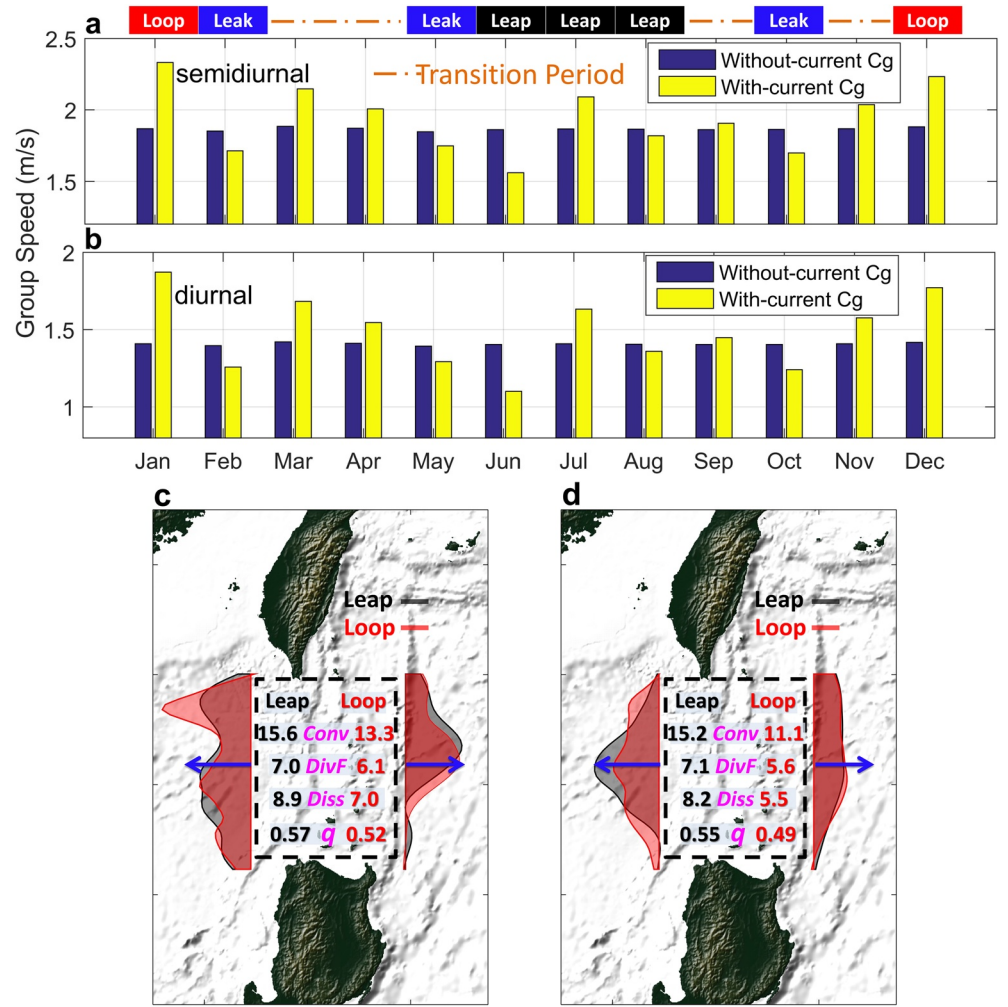 Loop Leak Leak Leap Leap Leap Leak Loop
a
2.5
semidiurnal
Transition Period
Without-current Cg
With-current Cg
2
1.5
Group Speed (m/s)
b
2
diurnal
Without-current Cg
With-current Cg
1.5
1
Jan Feb Mar Apr May Jun Jul Aug Sep Oct Nov Dec
c
Leap
Loop
Leap Loop
15.6 Conv 13.3
7.0 DivF 6.1
8.9 Diss 7.0
0.57 q 0.52
d
Leap
Loop
Leap Loop
15.2 Conv 11.1
7.1 DivF 5.6
8.2 Diss 5.5
0.55 q 0.49